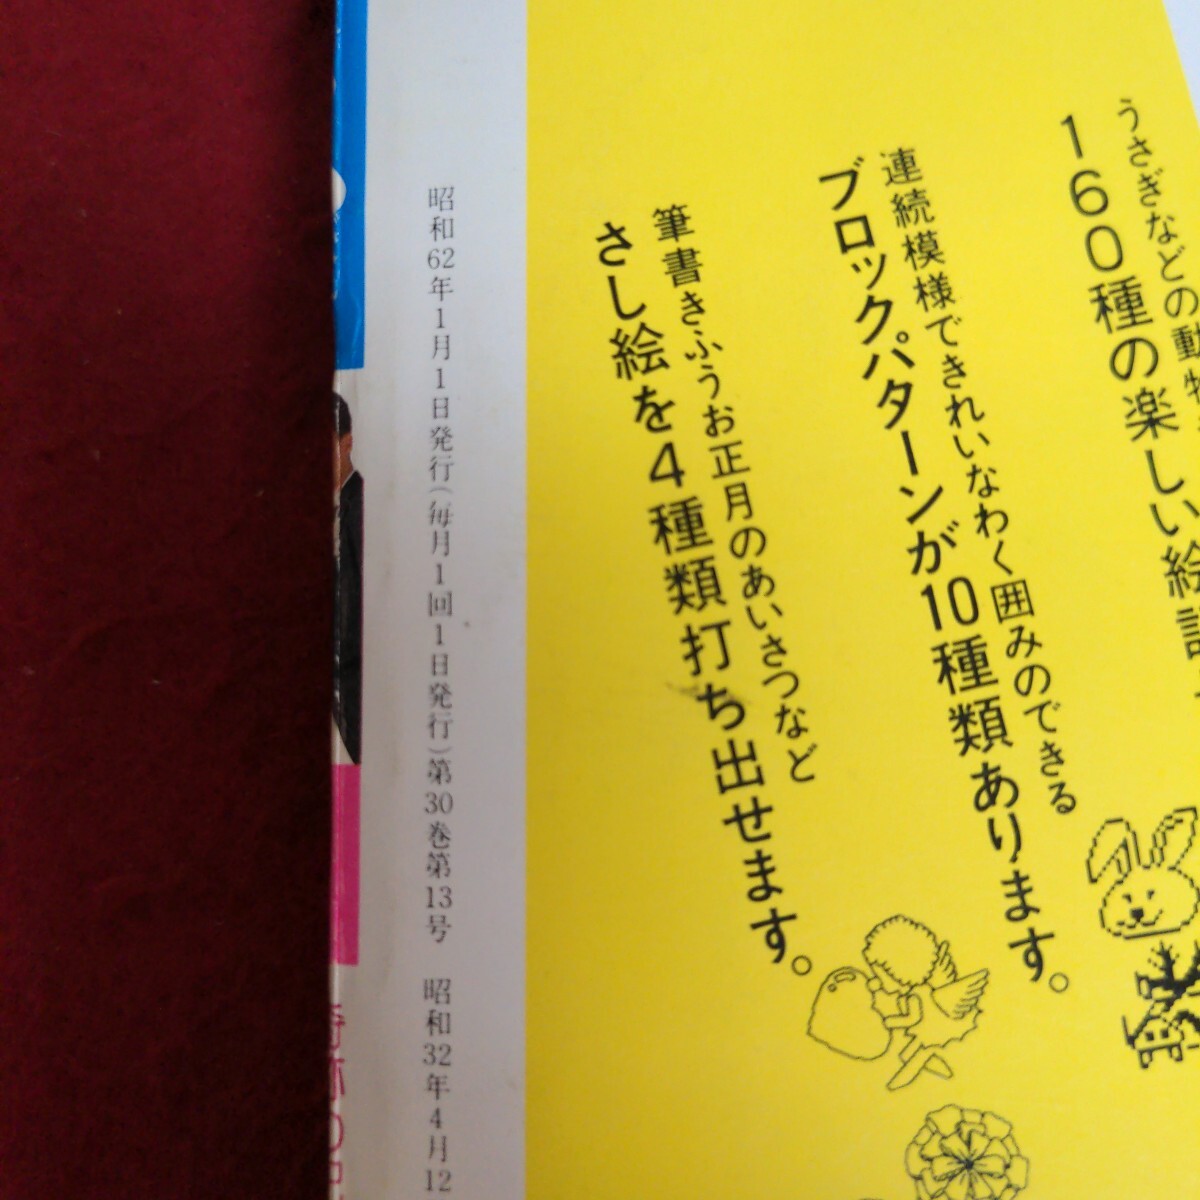 うさぎなどの動物
160種の楽しい絵
連続模様できれいなわく囲みのできる
ブロックパターンが10種類あります。
筆書きふうお正月のあいさつなど
さし絵を4種類打ち出せます。
昭和62年1月1日発行(毎月1回1日発行)第30巻第13号 昭和32年4月12